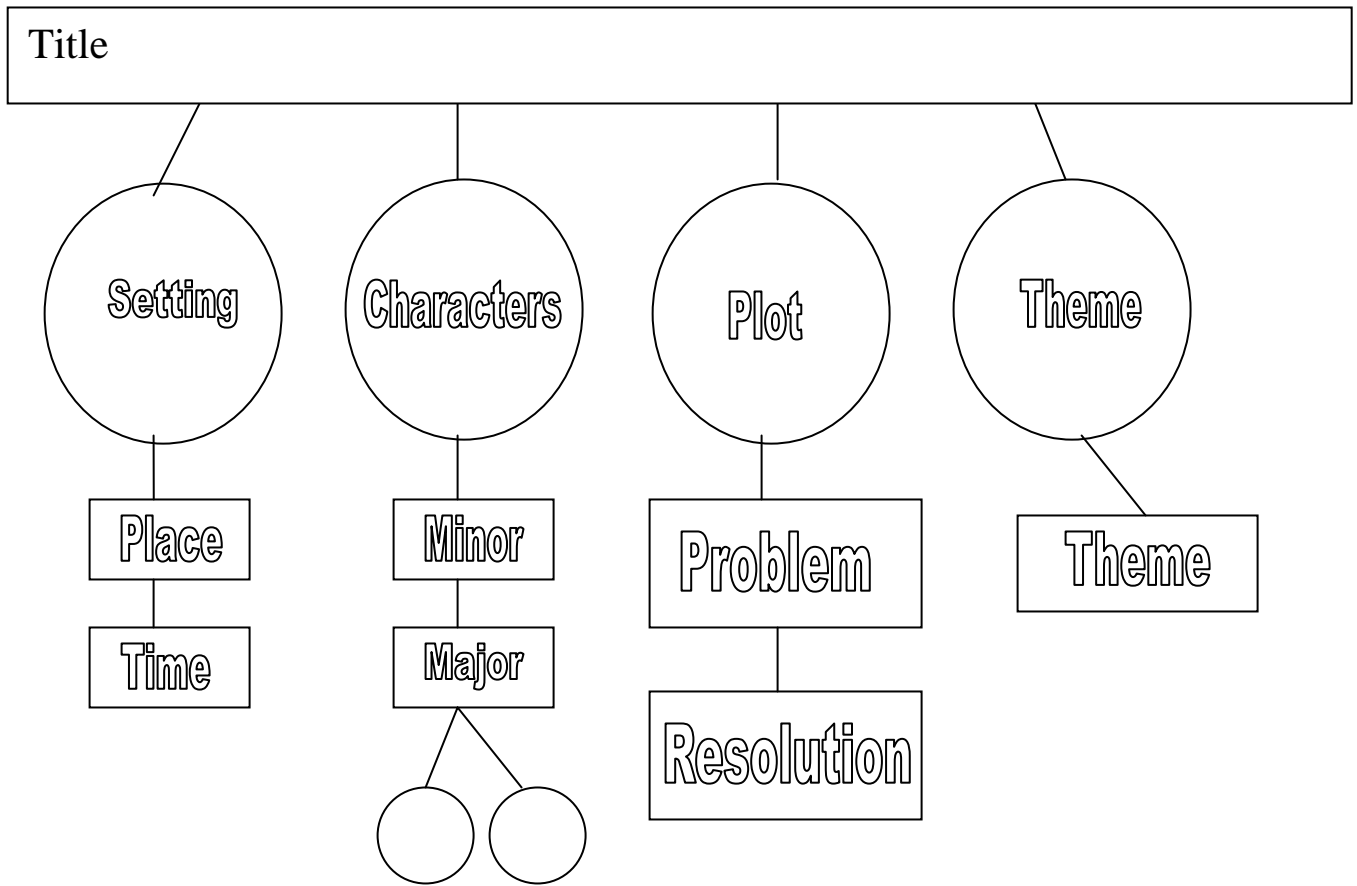 Title
Setting
Characters
Plot
Theme
Place
Minor
Problem
Theme
Time
Major
Resolution